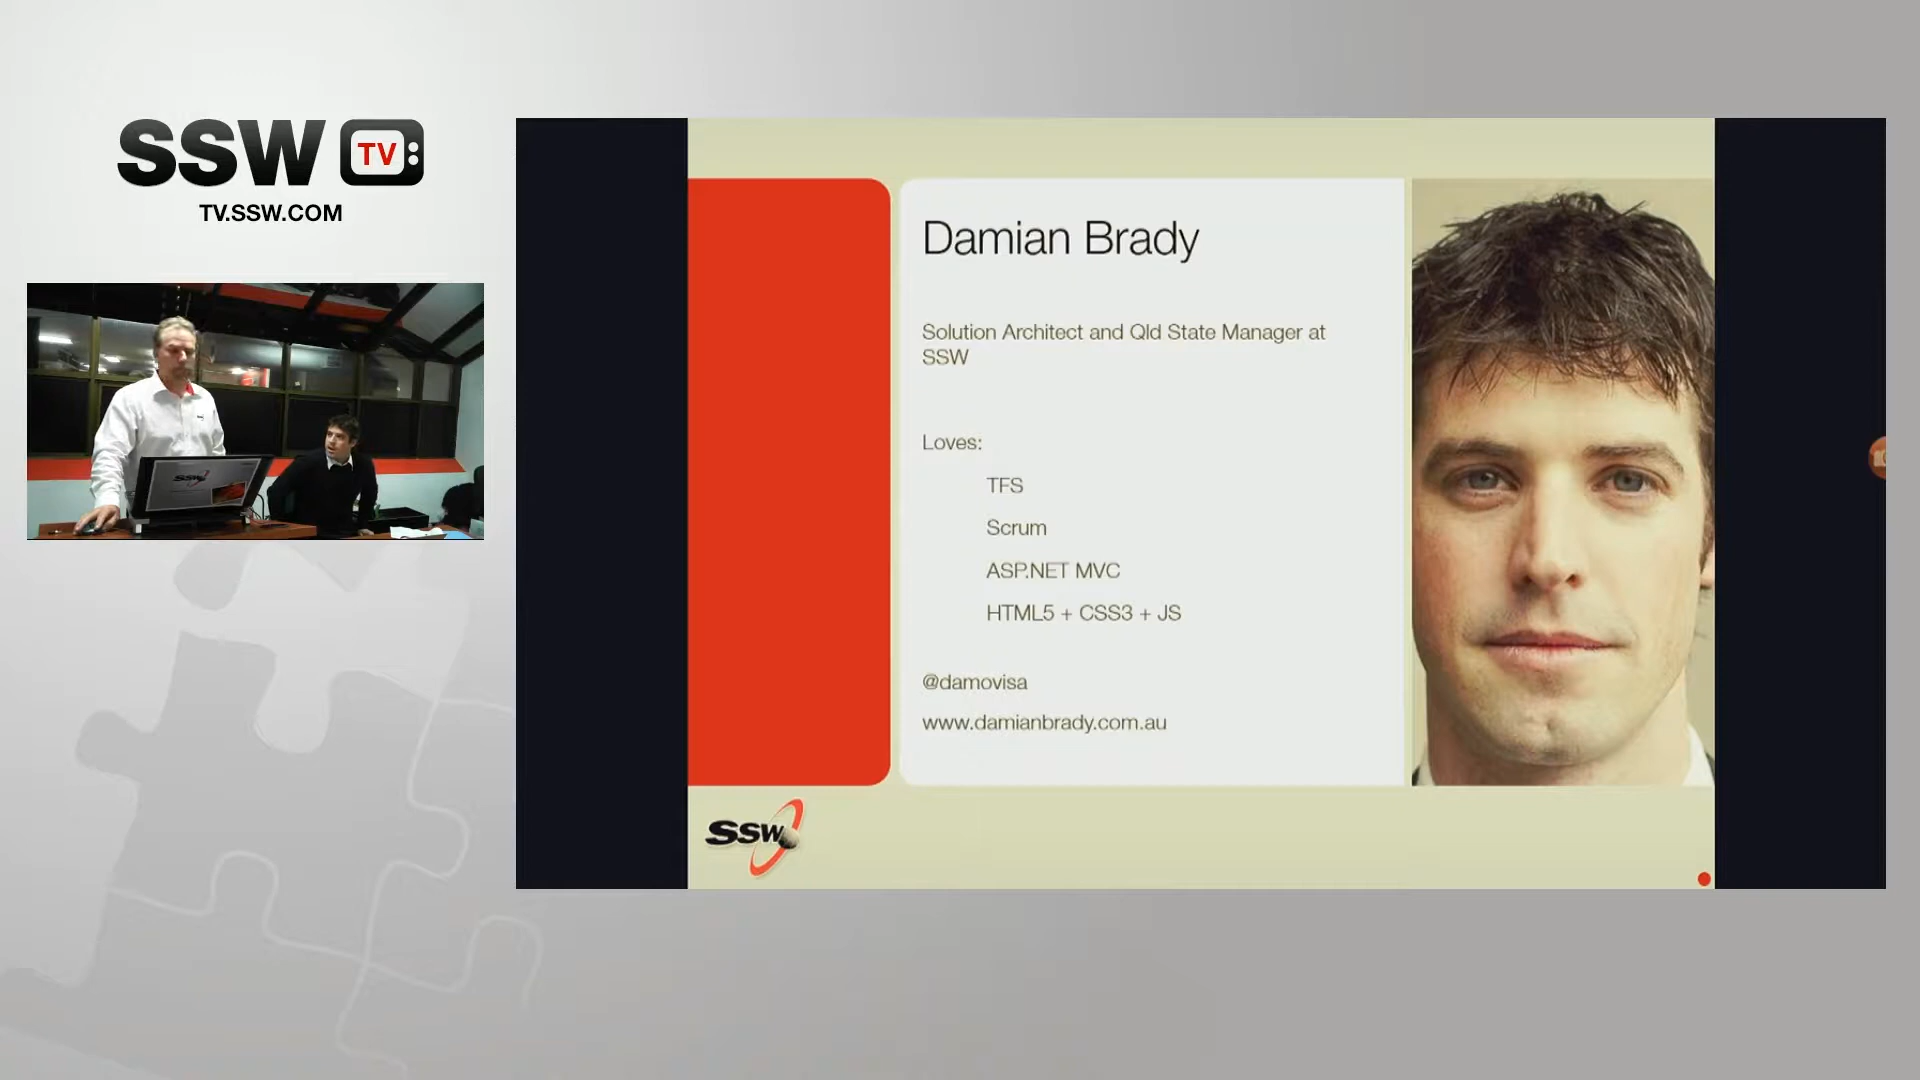 SSW TV
TV.SSW.COM
SSW
Damian Brady
Solution Architect and Qld State Manager at
SSW
Loves:
TFS
Scrum
ASP.NET MVC
HTML5 + CSS3 + JS
@damovisa
www.damianbrady.com.au
SSW